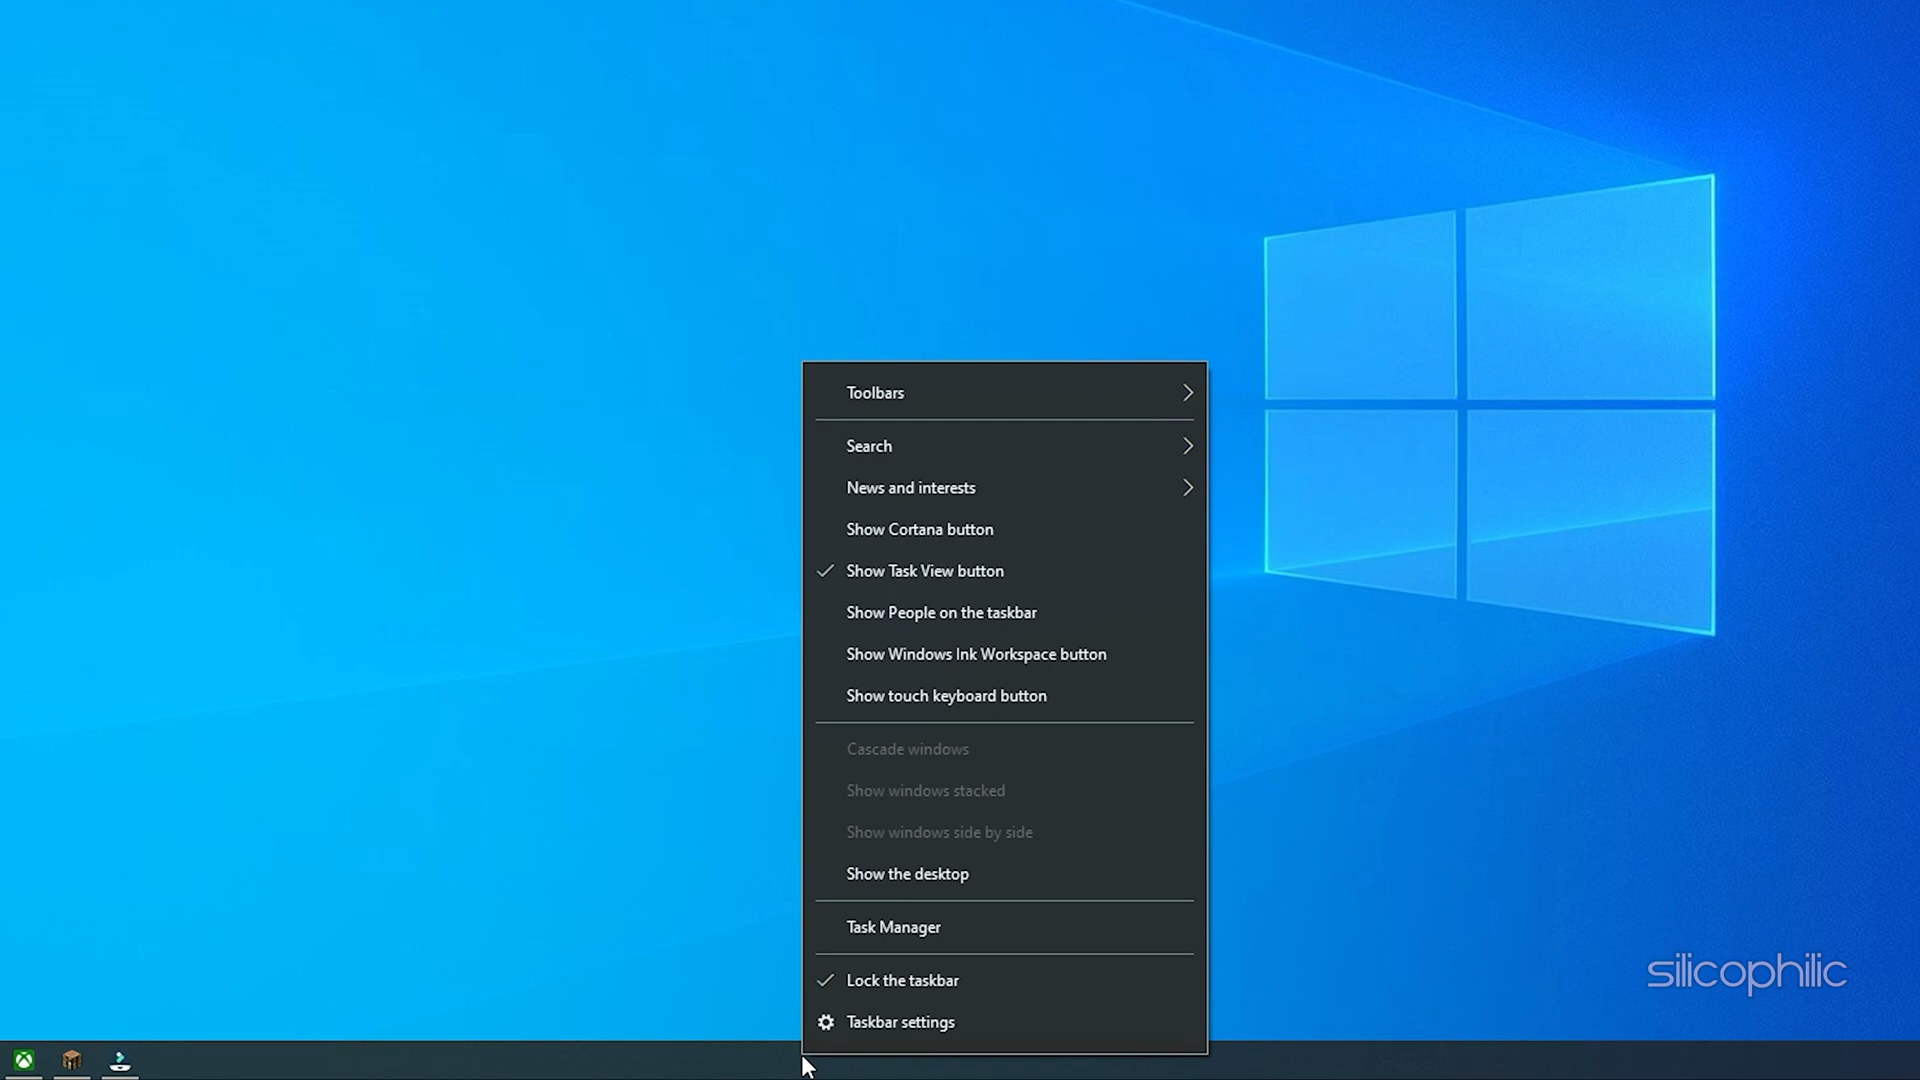 Toolbars
Search
News and interests
Show Cortana button
Show Task View button
Show People on the taskbar
Show Windows Ink Workspace button
Show touch keyboard button
Cascade windows
Show windows stacked
Show windows side by side
Show the desktop
Task Manager
Lock the taskbar
Taskbar settings
silicophilic